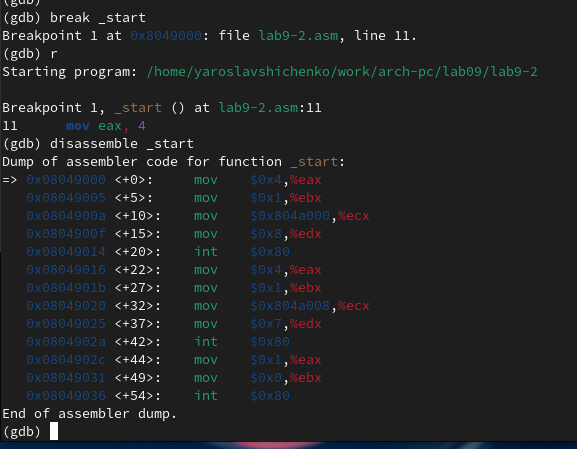 (gdb)
(gdb) break _start
Breakpoint 1 at 0x8049000: file lab9-2.asm, line 11.
(gdb) r
Starting program: /home/yaroslavshichenko/work/arch-pc/lab09/lab9-2
Breakpoint 1, _start () at lab9-2.asm:11
11      mov eax, 4
(gdb) disassemble _start
Dump of assembler code for function _start:
=> 0x08049000 <+0>:     mov    $0x4,%eax
   0x08049005 <+5>:     mov    $0x1,%ebx
   0x0804900a <+10>:    mov    $0x804a000,%ecx
   0x0804900f <+15>:    mov    $0x8,%edx
   0x08049014 <+20>:    int    $0x80
   0x08049016 <+22>:    mov    $0x4,%eax
   0x0804901b <+27>:    mov    $0x1,%ebx
   0x08049020 <+32>:    mov    $0x804a008,%ecx
   0x08049025 <+37>:    mov    $0x7,%edx
   0x0804902a <+42>:    int    $0x80
   0x0804902c <+44>:    mov    $0x1,%eax
   0x08049031 <+49>:    mov    $0x0,%ebx
   0x08049036 <+54>:    int    $0x80
End of assembler dump.
(gdb)